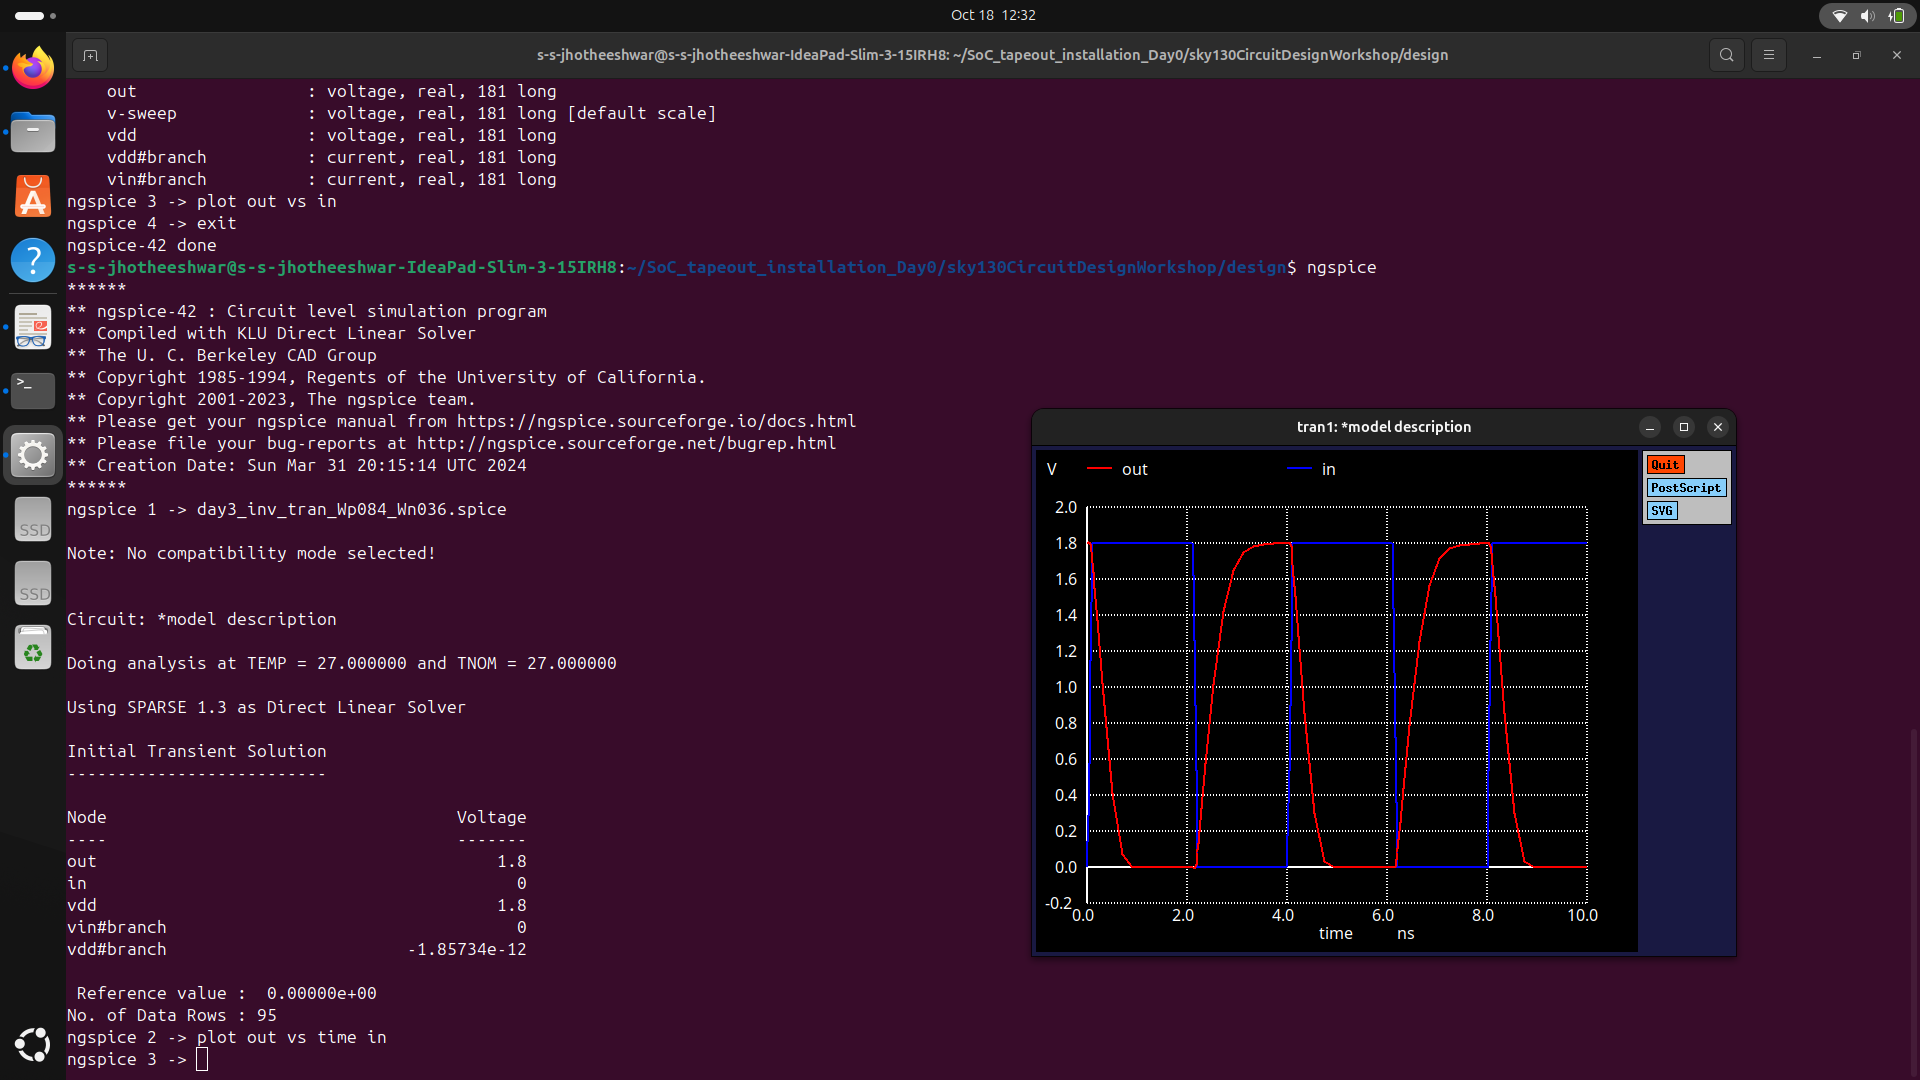 Oct 18 12:32
s-s-jhotheeshwar@s-s-jhotheeshwar-IdeaPad-Slim-3-15IRH8: ~/SoC_tapeout_installation_Day0/sky130CircuitDesignWorkshop/design
out : voltage, real, 181 long
v-sweep : voltage, real, 181 long [default scale]
vdd : voltage, real, 181 long
vdd#branch : current, real, 181 long
vin#branch : current, real, 181 long
ngspice 3 -> plot out vs in
ngspice 4 -> exit
ngspice-42 done
s-s-jhotheeshwar@s-s-jhotheeshwar-IdeaPad-Slim-3-15IRH8:~/SoC_tapeout_installation_Day0/sky130CircuitDesignWorkshop/design$ ngspice
******
** ngspice-42 : Circuit level simulation program
** Compiled with KLU Direct Linear Solver
** The U. C. Berkeley CAD Group
** Copyright 1985-1994, Regents of the University of California.
** Copyright 2001-2023, The ngspice team.
** Please get your ngspice manual from https://ngspice.sourceforge.io/docs.html
** Please file your bug-reports at http://ngspice.sourceforge.net/bugrep.html
** Creation Date: Sun Mar 31 20:15:14 UTC 2024
******
ngspice 1 -> day3_inv_tran_Wp084_Wn036.spice
Note: No compatibility mode selected!
Circuit: *model description
Doing analysis at TEMP = 27.000000 and TNOM = 27.000000
Using SPARSE 1.3 as Direct Linear Solver
Initial Transient Solution
--------------------------
Node Voltage
---- -------
out 1.8
in 0
vdd 1.8
vin#branch 0
vdd#branch -1.85734e-12
Reference value : 0.00000e+00
No. of Data Rows : 95
ngspice 2 -> plot out vs time in
ngspice 3 ->
tran1: *model description
V out in
Quit
PostScript
SVG
2.0
1.8
1.6
1.4
1.2
1.0
0.8
0.6
0.4
0.2
0.0
-0.2
0.0 2.0 4.0 6.0 8.0 10.0
time ns
SSD
SSD